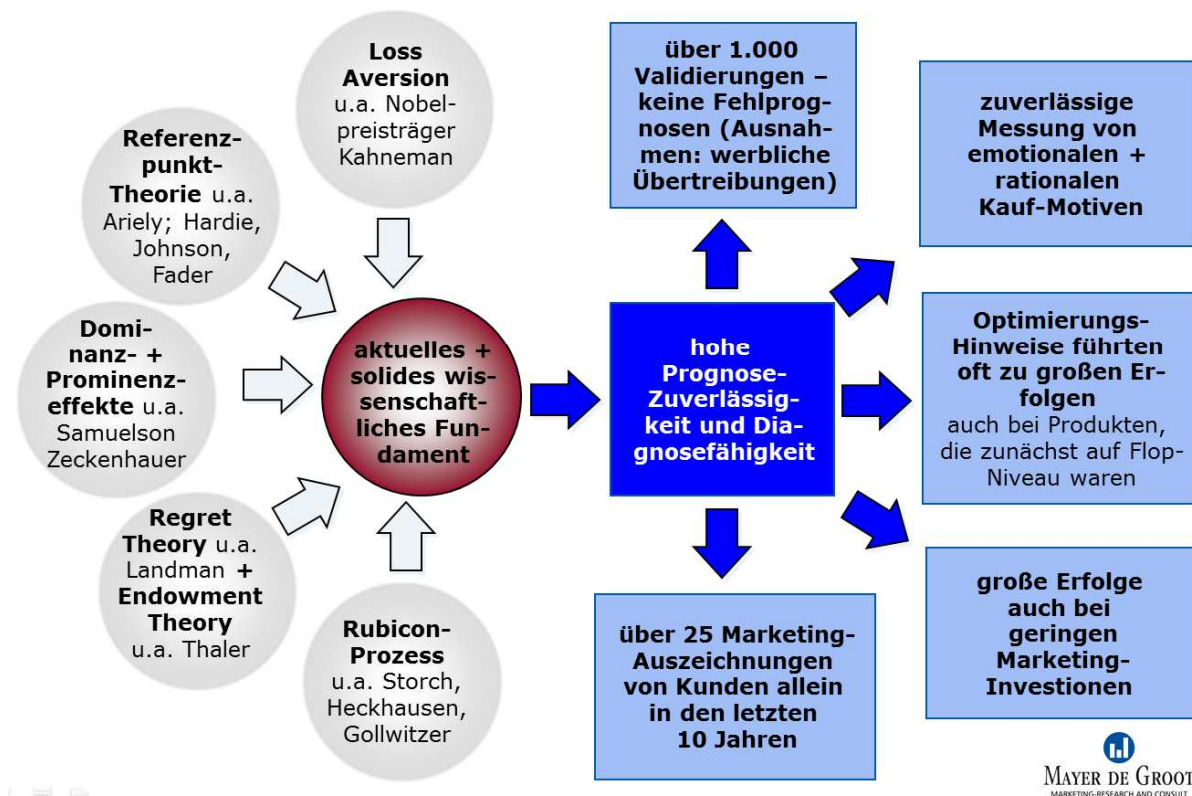 Loss
Aversion
u.a. Nobel-
preisträger
Kahneman
Referenz-
punkt-
Theorie u.a.
Ariely; Hardie,
Johnson,
Fader
Domi-
nanz- +
Prominenz-
effekte u.a.
Samuelson
Zeckenhauer
Regret
Theory u.a.
Landman +
Endowment
Theory
u.a. Thaler
Rubicon-
Prozess
u.a. Storch,
Heckhausen,
Gollwitzer
aktuelles +
solides wis-
senschaft-
liches Fun-
dament
hohe
Prognose-
Zuverlässig-
keit und Dia-
gnosefähigkeit
über 1.000
Validierungen –
keine Fehlprog-
nosen (Ausnah-
men: werbliche
Übertreibungen)
zuverlässige
Messung von
emotionalen +
rationalen
Kauf-Motiven
Optimierungs-
Hinweise führten
oft zu großen Er-
folgen
auch bei Produkten,
die zunächst auf Flop-
Niveau waren
große Erfolge
auch bei
geringen
Marketing-
Investionen
über 25 Marketing-
Auszeichnungen
von Kunden allein
in den letzten
10 Jahren
MAYER DE GROOT
MARKETING-RESEARCH AND CONSULT